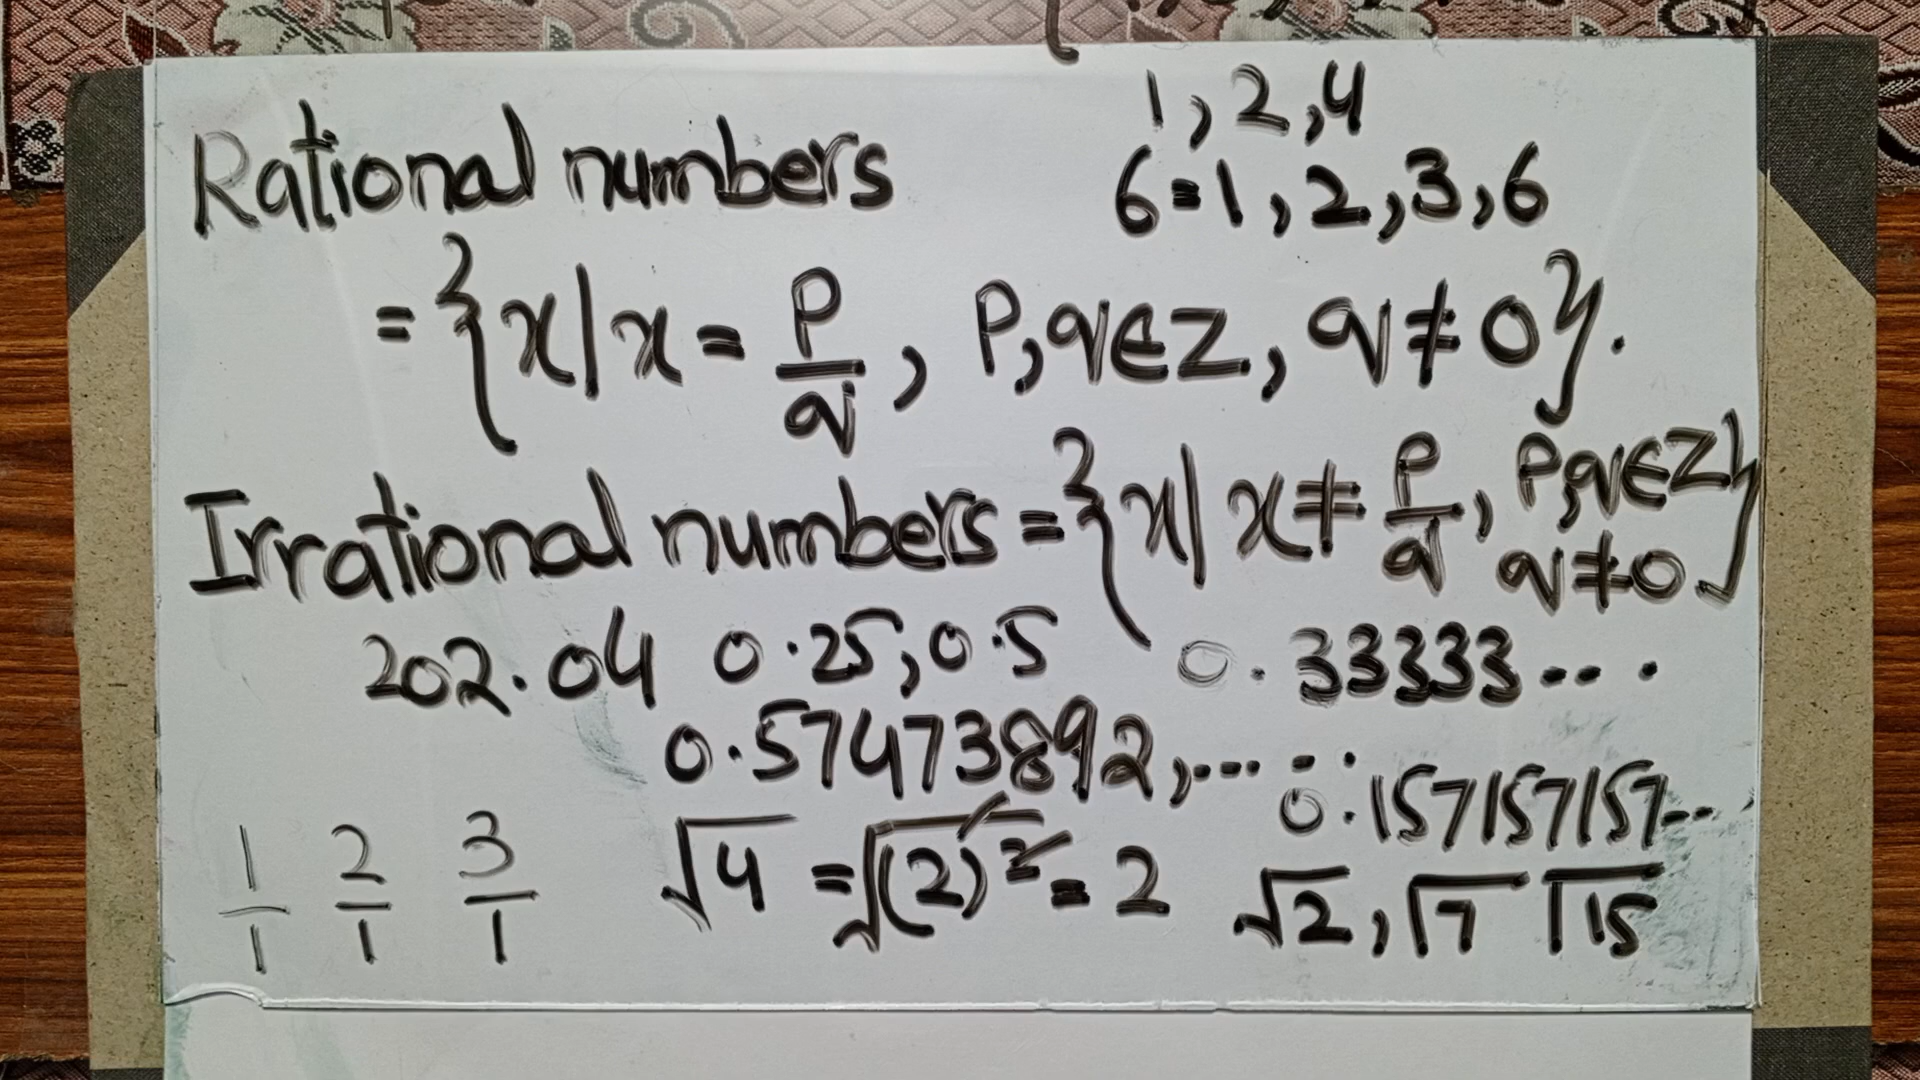 1, 2, 4
Rational numbers
6=1, 2, 3, 6
= {x|x = p/q, p,q∈Z, q≠0}.
Irrational numbers = {x|x≠p/q, p,q∈Z q≠0}
202.04 0.25, 0.5 0.33333....
0.57473892,.....
0.157157157...
1/1 2/1 3/1 √4 = √(2)² = 2 √2, √7 √15